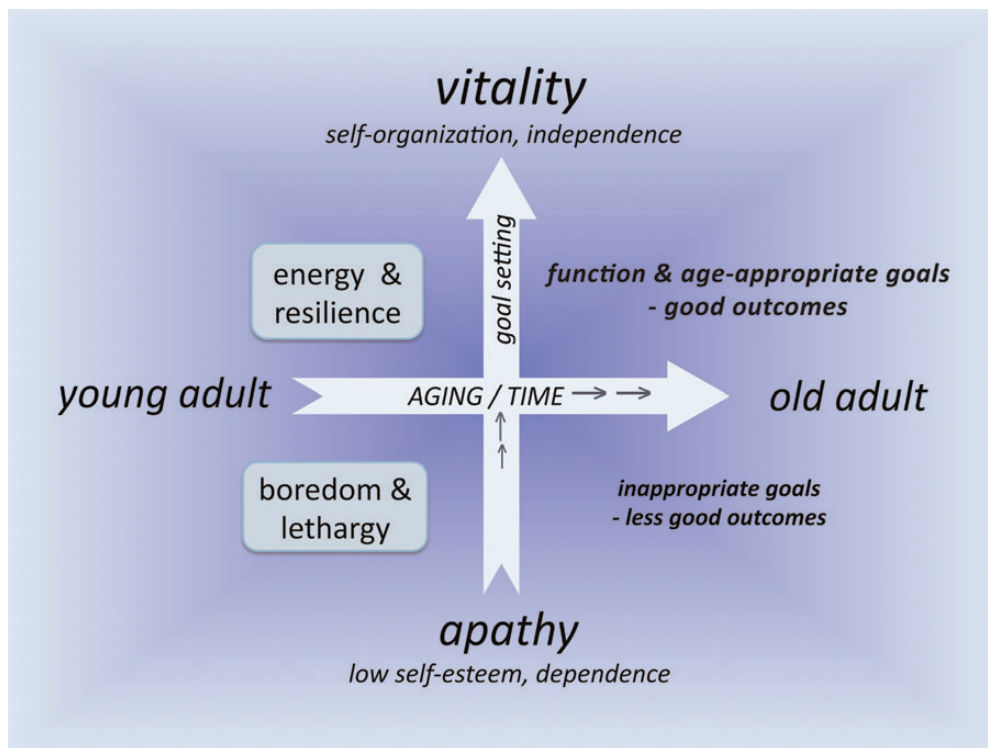 vitality
self-organization, independence
goal setting
energy &
resilience
function & age-appropriate goals
- good outcomes
young adult
AGING / TIME
old adult
boredom &
lethargy
inappropriate goals
- less good outcomes
apathy
low self-esteem, dependence